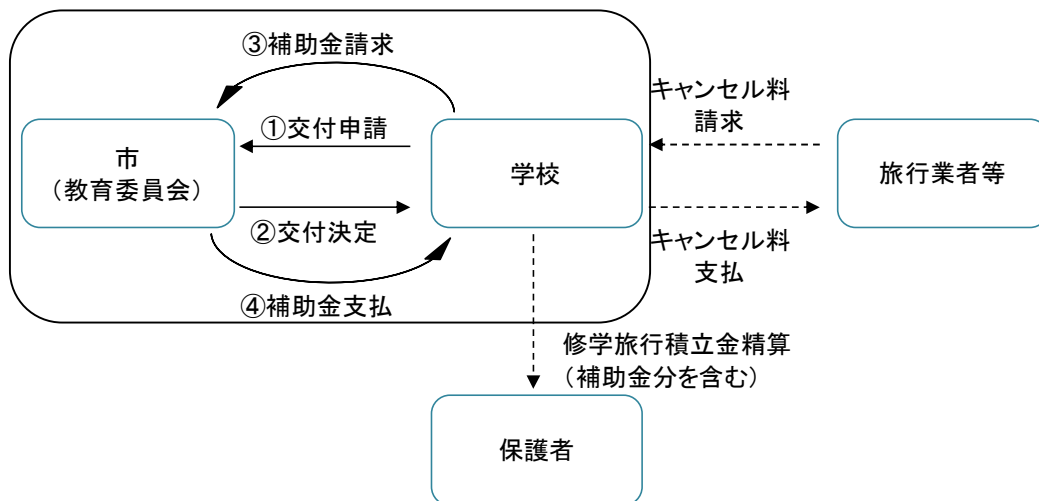 ③補助金請求
キャンセル料
請求
①交付申請
市
（教育委員会）
学校
旅行業者等
②交付決定
キャンセル料
支払
④補助金支払
修学旅行積立金精算
（補助金分を含む）
保護者